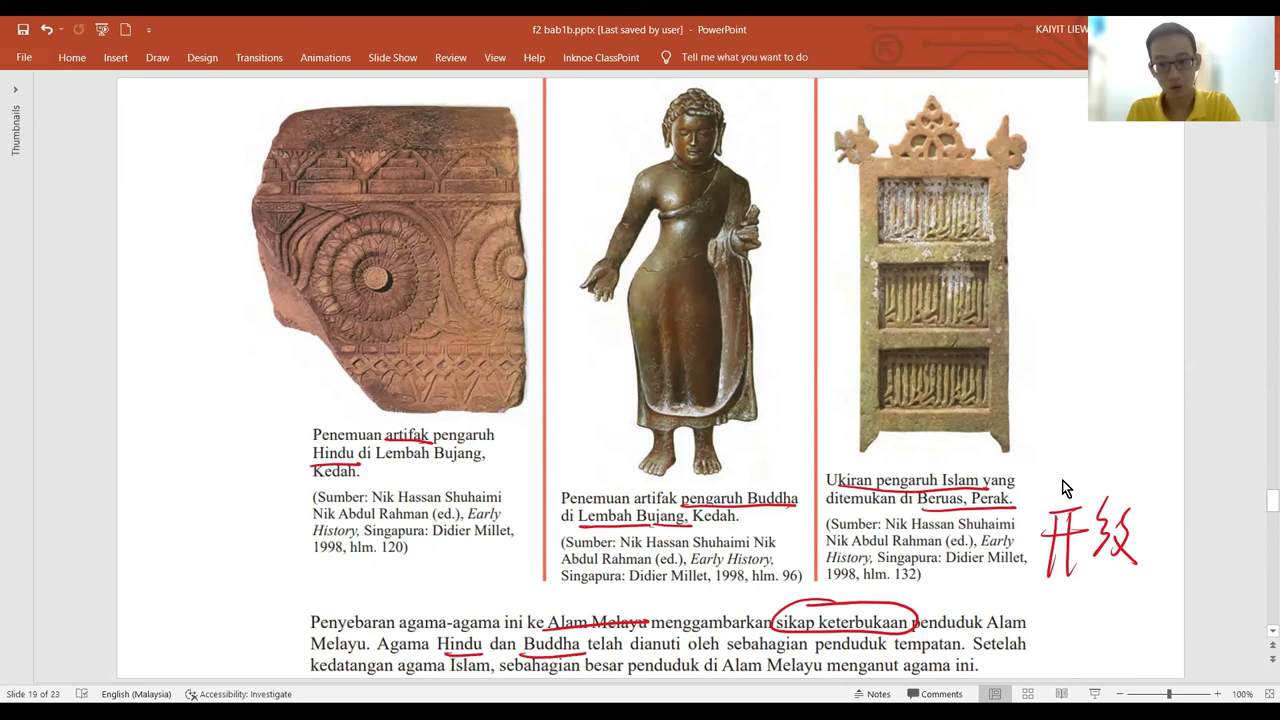 f2 bab1b.pptx [Last saved by user] - PowerPoint
KAIYIT LIEW
File Home Insert Draw Design Transitions Animations Slide Show Review View Help Inknoe ClassPoint Tell me what you want to do
Thumbnails
Penemuan artifak pengaruh
Hindu di Lembah Bujang,
Kedah.
(Sumber: Nik Hassan Shuhaimi
Nik Abdul Rahman (ed.), Early
History, Singapura: Didier Millet,
1998, hlm. 120)
Penemuan artifak pengaruh Buddha
di Lembah Bujang, Kedah.
(Sumber: Nik Hassan Shuhaimi Nik
Abdul Rahman (ed.), Early History,
Singapura: Didier Millet, 1998, hlm. 96)
Ukiran pengaruh Islam yang
ditemukan di Beruas, Perak.
(Sumber: Nik Hassan Shuhaimi
Nik Abdul Rahman (ed.), Early
History, Singapura: Didier Millet,
1998, hlm. 132)
Penyebaran agama-agama ini ke Alam Melayu menggambarkan sikap keterbukaan penduduk Alam
Melayu. Agama Hindu dan Buddha telah dianuti oleh sebahagian penduduk tempatan. Setelah
kedatangan agama Islam, sebahagian besar penduduk di Alam Melayu menganut agama ini.
Slide 19 of 23 English (Malaysia) Accessibility: Investigate Notes Comments 100%